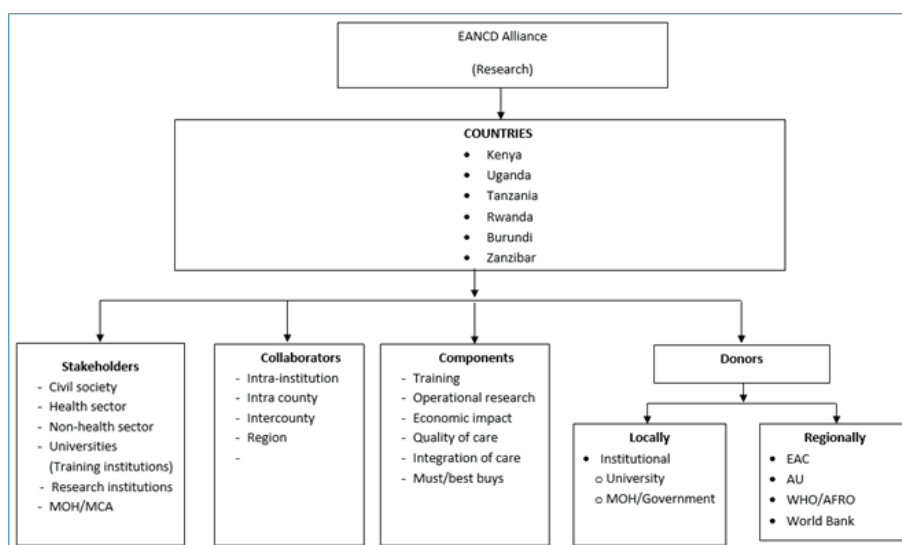 EANCD Alliance
(Research)
COUNTRIES
• Kenya
• Uganda
• Tanzania
• Rwanda
• Burundi
• Zanzibar
Stakeholders
- Civil society
- Health sector
- Non-health sector
- Universities
(Training institutions)
- Research institutions
- MOH/MCA
Collaborators
- Intra-institution
- Intra county
- Intercounty
- Region
-
Components
- Training
- Operational research
- Economic impact
- Quality of care
- Integration of care
- Must/best buys
Donors
Locally
• Institutional
o University
o MOH/Government
Regionally
• EAC
• AU
• WHO/AFRO
• World Bank